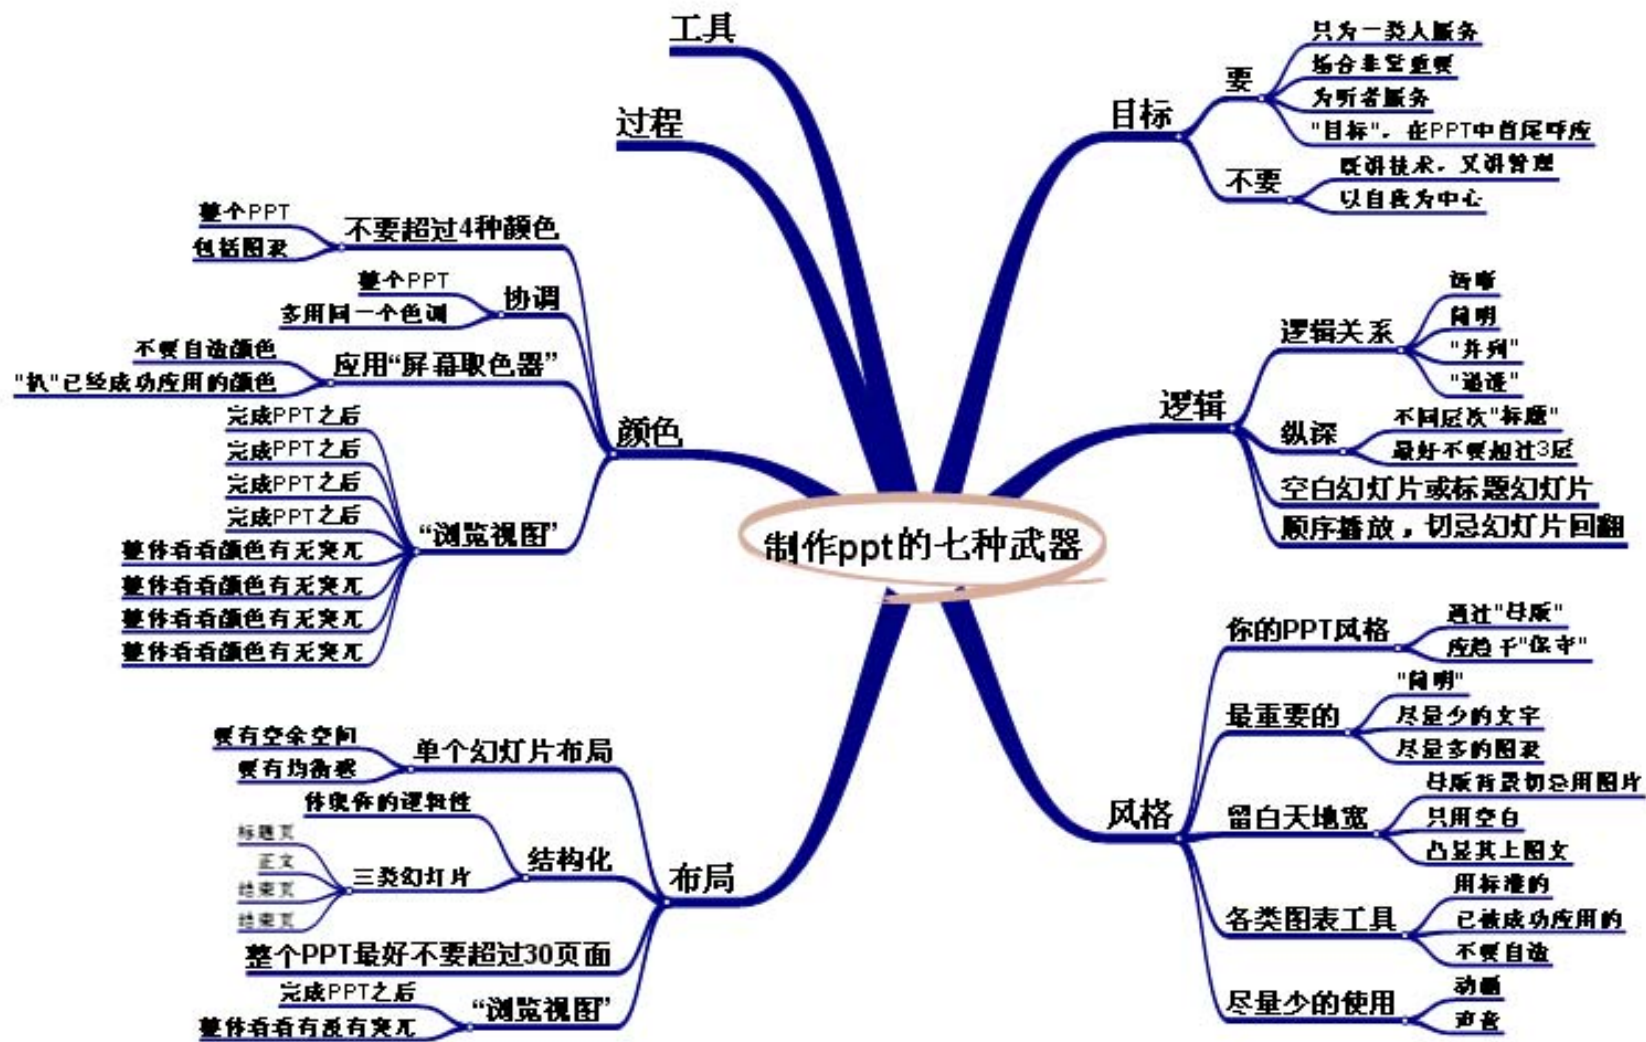 制作ppt的七种武器
目标
要
只为一类人服务
场合非常重要
为听者服务
"目标"，在PPT中首尾呼应
不要
既讲技术，又讲管理
以自我为中心
逻辑
逻辑关系
清晰
简明
"并列"
"递进"
纵深
不同层次"标题"
最好不要超过3层
空白幻灯片或标题幻灯片
顺序播放，切忌幻灯片回翻
风格
你的PPT风格
通过"母版"
应趋于"保守"
最重要的
"简明"
尽量少的文字
尽量多的图表
留白天地宽
母版背景切忌用图片
只用空白
凸显其上图文
各类图表工具
用标准的
已被成功应用的
不要自造
尽量少的使用
动画
声音
布局
单个幻灯片布局
要有空余空间
要有均衡感
结构化
体现你的逻辑性
三类幻灯片
标题页
正文
结束页
结束页
整个PPT最好不要超过30页面
“浏览视图”
完成PPT之后
整体看看有没有突兀
颜色
不要超过4种颜色
整个PPT
包括图表
协调
整个PPT
多用同一个色调
应用“屏幕取色器”
不要自造颜色
"扒"已经成功应用的颜色
“浏览视图”
完成PPT之后
完成PPT之后
完成PPT之后
完成PPT之后
整体看看颜色有无突兀
整体看看颜色有无突兀
整体看看颜色有无突兀
整体看看颜色有无突兀
过程
工具